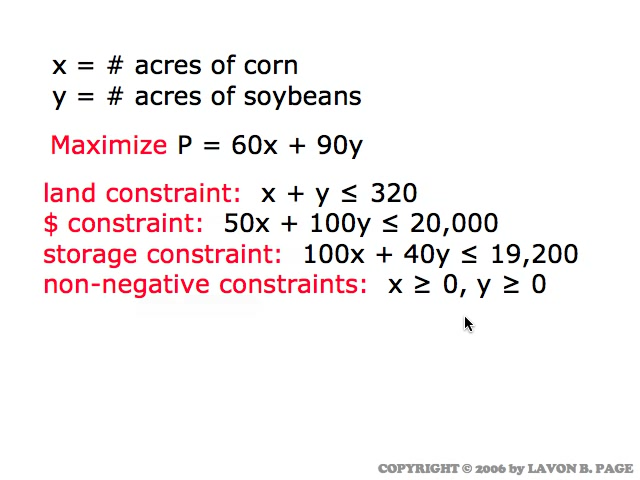 x = # acres of corn
y = # acres of soybeans
Maximize P = 60x + 90y
land constraint: x + y ≤ 320
$ constraint: 50x + 100y ≤ 20,000
storage constraint: 100x + 40y ≤ 19,200
non-negative constraints: x ≥ 0, y ≥ 0
COPYRIGHT © 2006 by LAVON B. PAGE